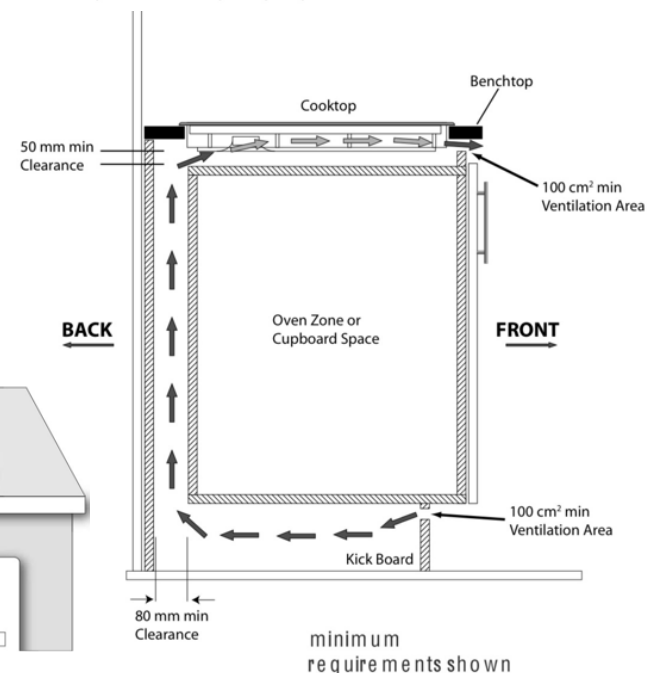 Benchtop
Cooktop
50 mm min
Clearance
100 cm² min
Ventilation Area
Oven Zone or
Cupboard Space
BACK
FRONT
100 cm² min
Ventilation Area
Kick Board
80 mm min
Clearance
minimum
requirements shown